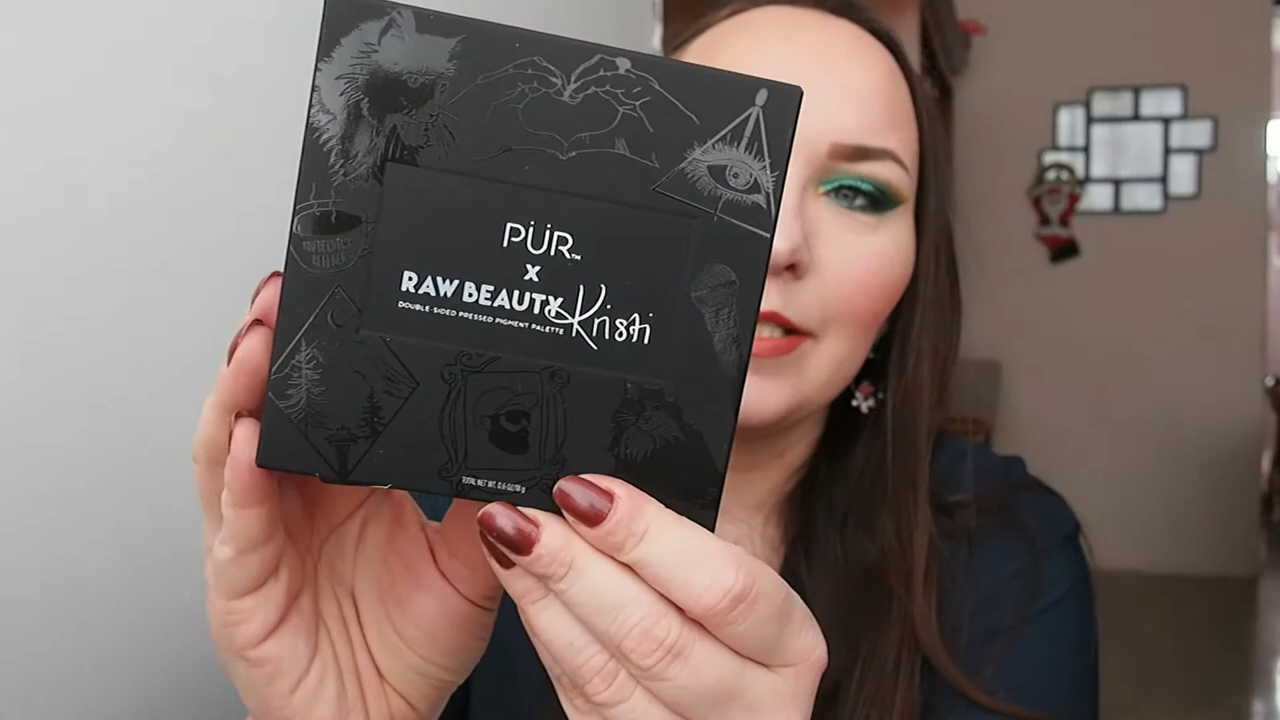 PÜR™
X
RAW BEAUTY Kristi
DOUBLE-SIDED PRESSED PIGMENT PALETTE
TOTAL NET WT. 0.6 OZ/18 g